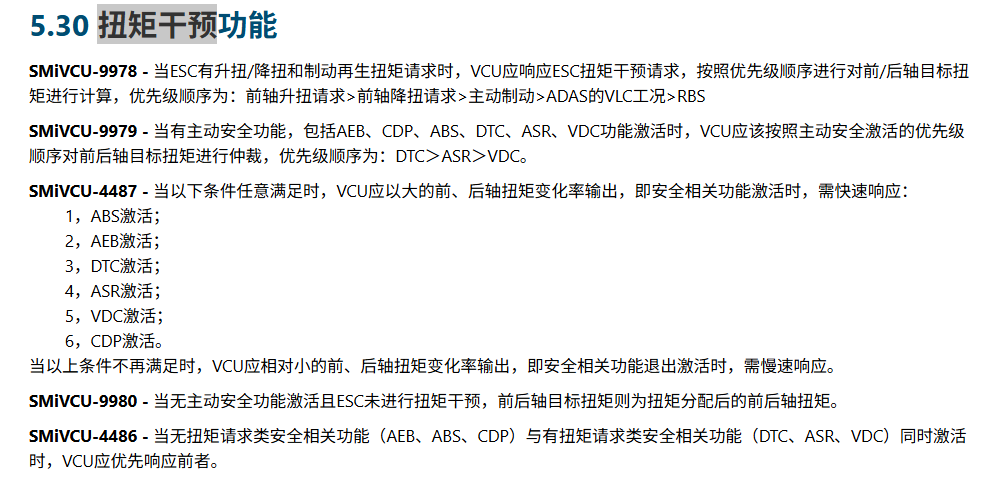 5.30 扭矩干预功能
SMiVCU-9978 - 当ESC有升扭/降扭和制动再生扭矩请求时，VCU应响应ESC扭矩干预请求，按照优先级顺序进行对前/后轴目标扭
矩进行计算，优先级顺序为：前轴升扭请求>前轴降扭请求>主动制动>ADAS的VLC工况>RBS
SMiVCU-9979 - 当有主动安全功能，包括AEB、CDP、ABS、DTC、ASR、VDC功能激活时，VCU应该按照主动安全激活的优先级
顺序对前后轴目标扭矩进行仲裁，优先级顺序为：DTC＞ASR＞VDC。
SMiVCU-4487 - 当以下条件任意满足时，VCU应以大的前、后轴扭矩变化率输出，即安全相关功能激活时，需快速响应：
1，ABS激活；
2，AEB激活；
3，DTC激活；
4，ASR激活；
5，VDC激活；
6，CDP激活。
当以上条件不再满足时，VCU应相对小的前、后轴扭矩变化率输出，即安全相关功能退出激活时，需慢速响应。
SMiVCU-9980 - 当无主动安全功能激活且ESC未进行扭矩干预，前后轴目标扭矩则为扭矩分配后的前后轴扭矩。
SMiVCU-4486 - 当无扭矩请求类安全相关功能（AEB、ABS、CDP）与有扭矩请求类安全相关功能（DTC、ASR、VDC）同时激活
时，VCU应优先响应前者。